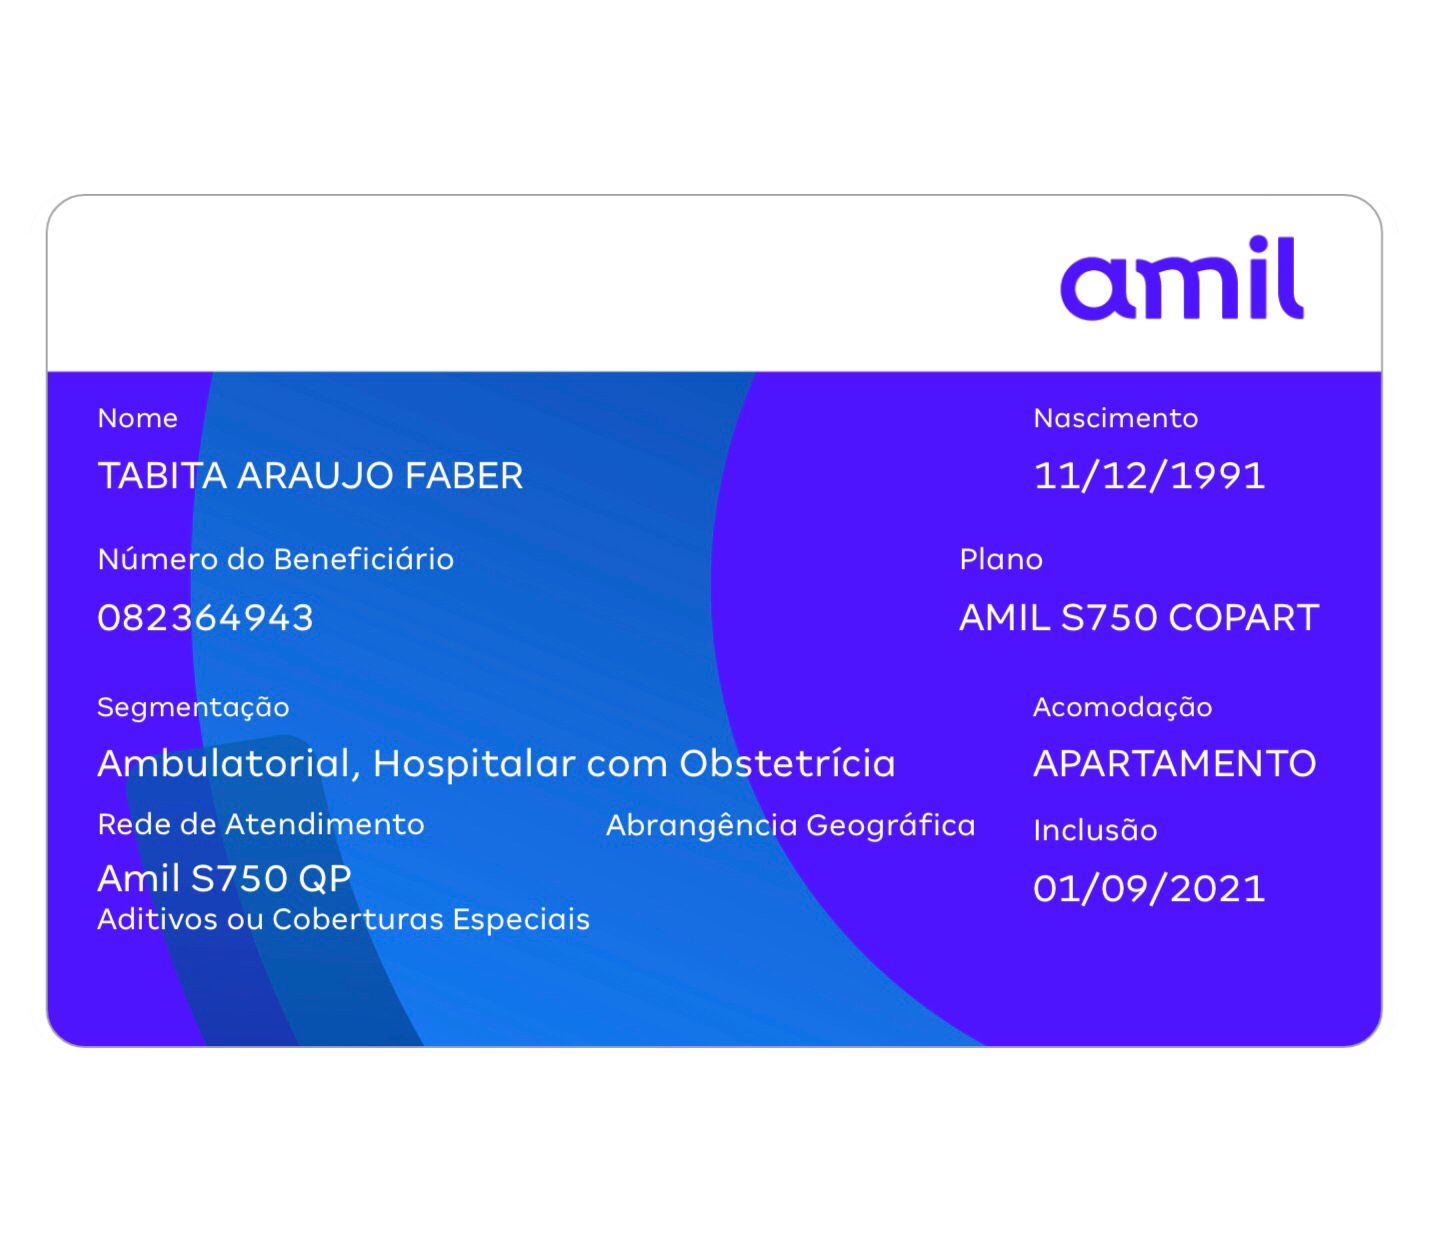 amil
Nome
TABITA ARAUJO FABER
Nascimento
11/12/1991
Número do Beneficiário
082364943
Plano
AMIL S750 COPART
Segmentação
Ambulatorial, Hospitalar com Obstetrícia
Acomodação
APARTAMENTO
Rede de Atendimento
Amil S750 QP
Abrangência Geográfica
Inclusão
01/09/2021
Aditivos ou Coberturas Especiais